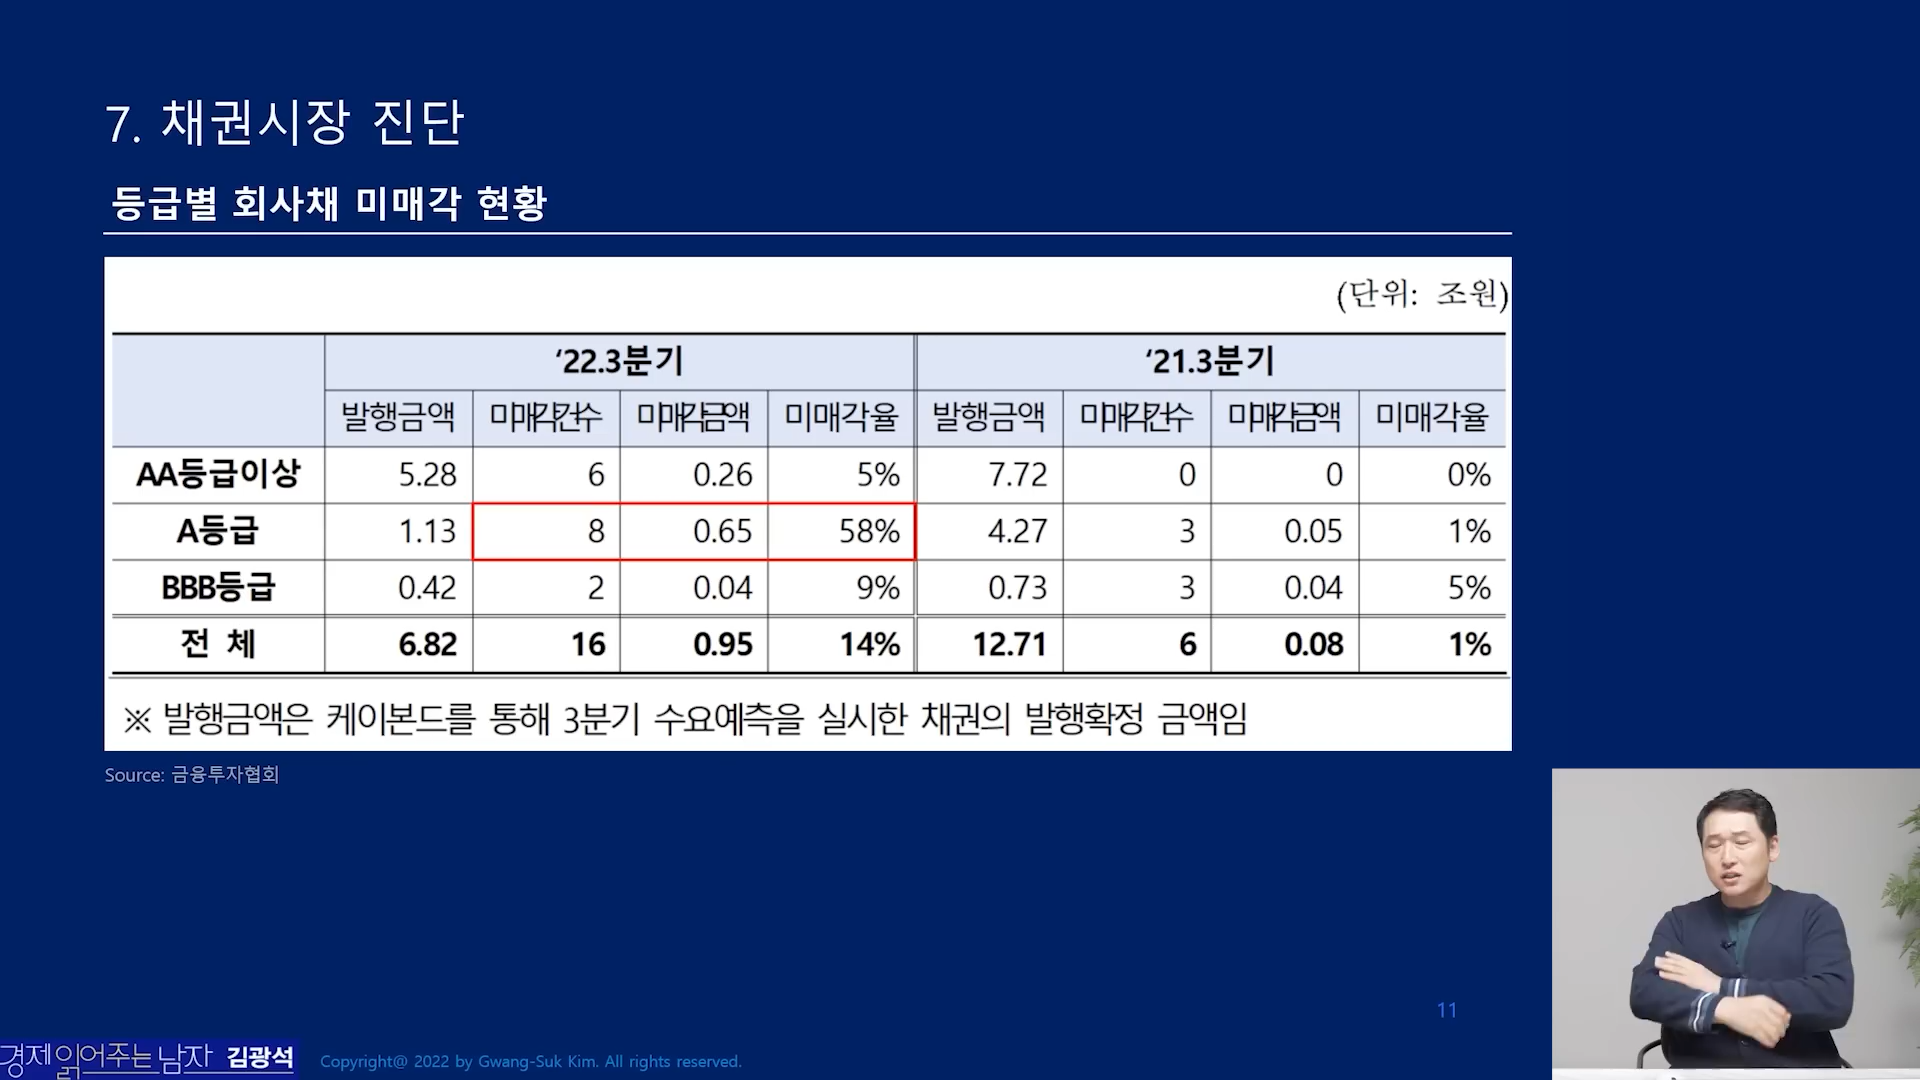 7. 채권시장 진단
등급별 회사채 미매각 현황
(단위: 조원)
‘22.3분기 ‘21.3분기
발행금액 미매각건수 미매각금액 미매각율 발행금액 미매각건수 미매각금액 미매각율
AA등급이상 5.28 6 0.26 5% 7.72 0 0 0%
A등급 1.13 8 0.65 58% 4.27 3 0.05 1%
BBB등급 0.42 2 0.04 9% 0.73 3 0.04 5%
전 체 6.82 16 0.95 14% 12.71 6 0.08 1%
※ 발행금액은 케이본드를 통해 3분기 수요예측을 실시한 채권의 발행확정 금액임
Source: 금융투자협회
11
경제읽어주는남자 김광석 Copyright@ 2022 by Gwang-Suk Kim. All rights reserved.